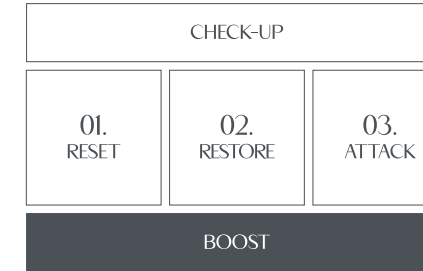 CHECK-UP
01.
RESET
02.
RESTORE
03.
ATTACK
BOOST